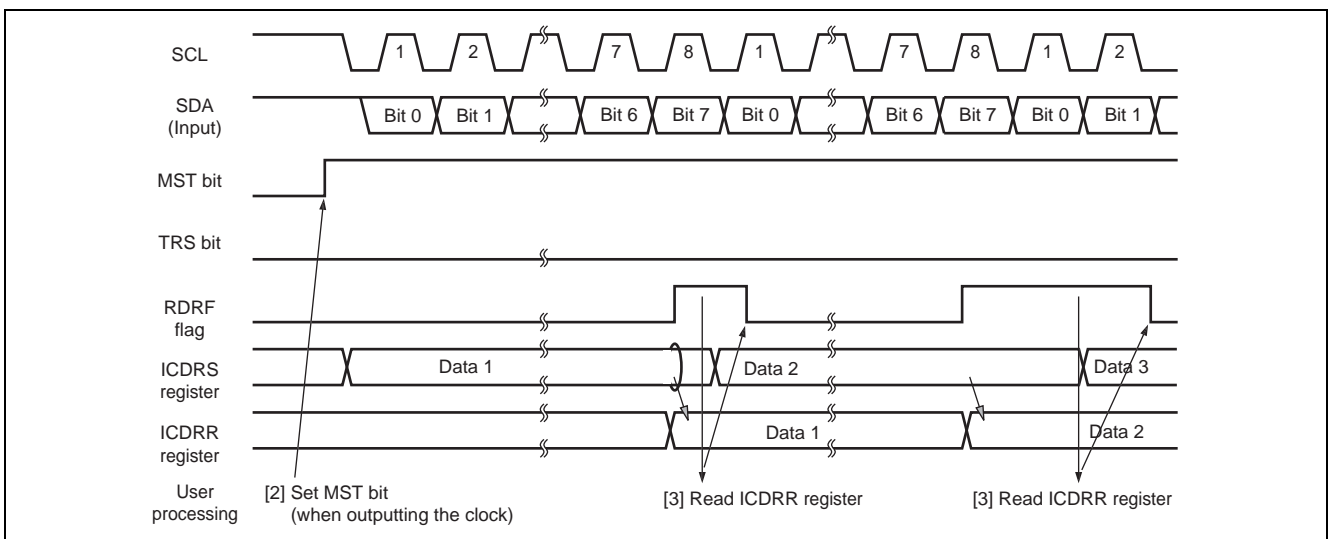 SCL 1 2 7 8 1 7 8 1 2
SDA
(Input)
Bit 0 Bit 1 Bit 6 Bit 7 Bit 0 Bit 6 Bit 7 Bit 0 Bit 1
MST bit
TRS bit
RDRF
flag
ICDRS
register
Data 1 Data 2 Data 3
ICDRR
register
Data 1 Data 2
User
processing
[2] Set MST bit
(when outputting the clock)
[3] Read ICDRR register
[3] Read ICDRR register